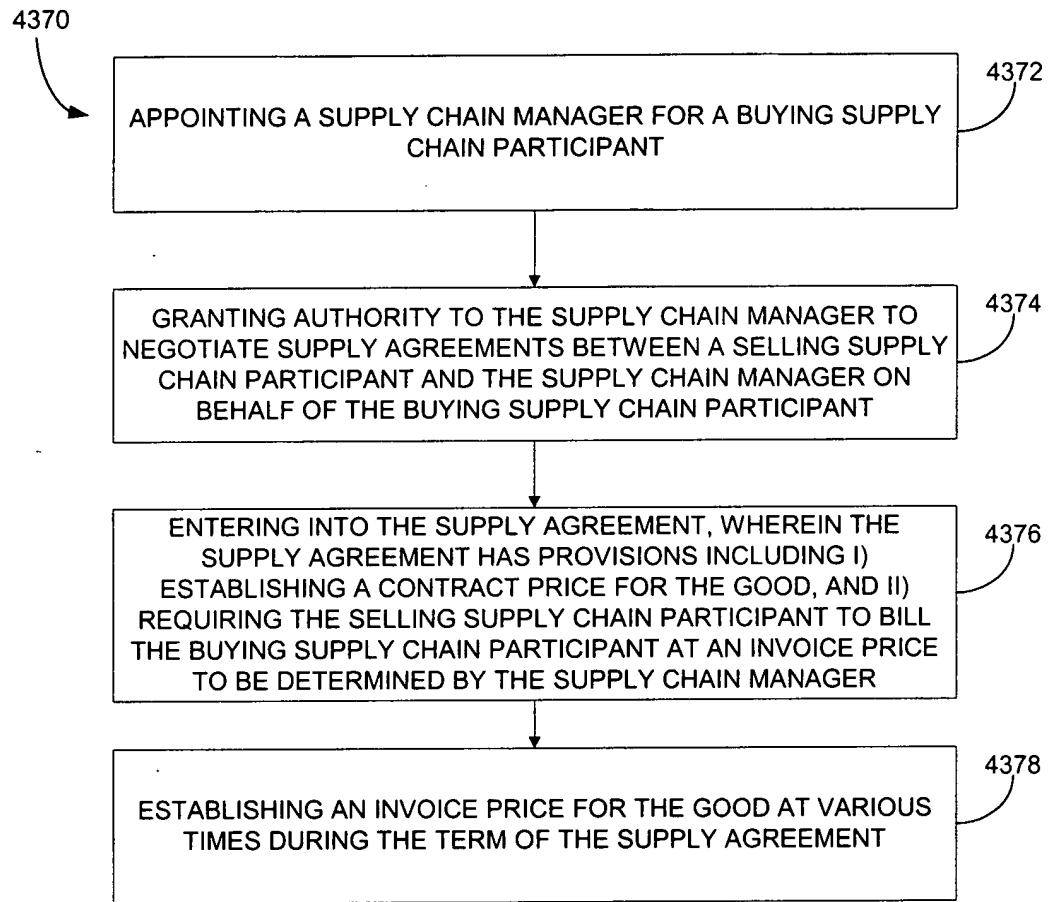 4370
4372
APPOINTING A SUPPLY CHAIN MANAGER FOR A BUYING SUPPLY
CHAIN PARTICIPANT
4374
GRANTING AUTHORITY TO THE SUPPLY CHAIN MANAGER TO
NEGOTIATE SUPPLY AGREEMENTS BETWEEN A SELLING SUPPLY
CHAIN PARTICIPANT AND THE SUPPLY CHAIN MANAGER ON
BEHALF OF THE BUYING SUPPLY CHAIN PARTICIPANT
4376
ENTERING INTO THE SUPPLY AGREEMENT, WHEREIN THE
SUPPLY AGREEMENT HAS PROVISIONS INCLUDING I)
ESTABLISHING A CONTRACT PRICE FOR THE GOOD, AND II)
REQUIRING THE SELLING SUPPLY CHAIN PARTICIPANT TO BILL
THE BUYING SUPPLY CHAIN PARTICIPANT AT AN INVOICE PRICE
TO BE DETERMINED BY THE SUPPLY CHAIN MANAGER
4378
ESTABLISHING AN INVOICE PRICE FOR THE GOOD AT VARIOUS
TIMES DURING THE TERM OF THE SUPPLY AGREEMENT